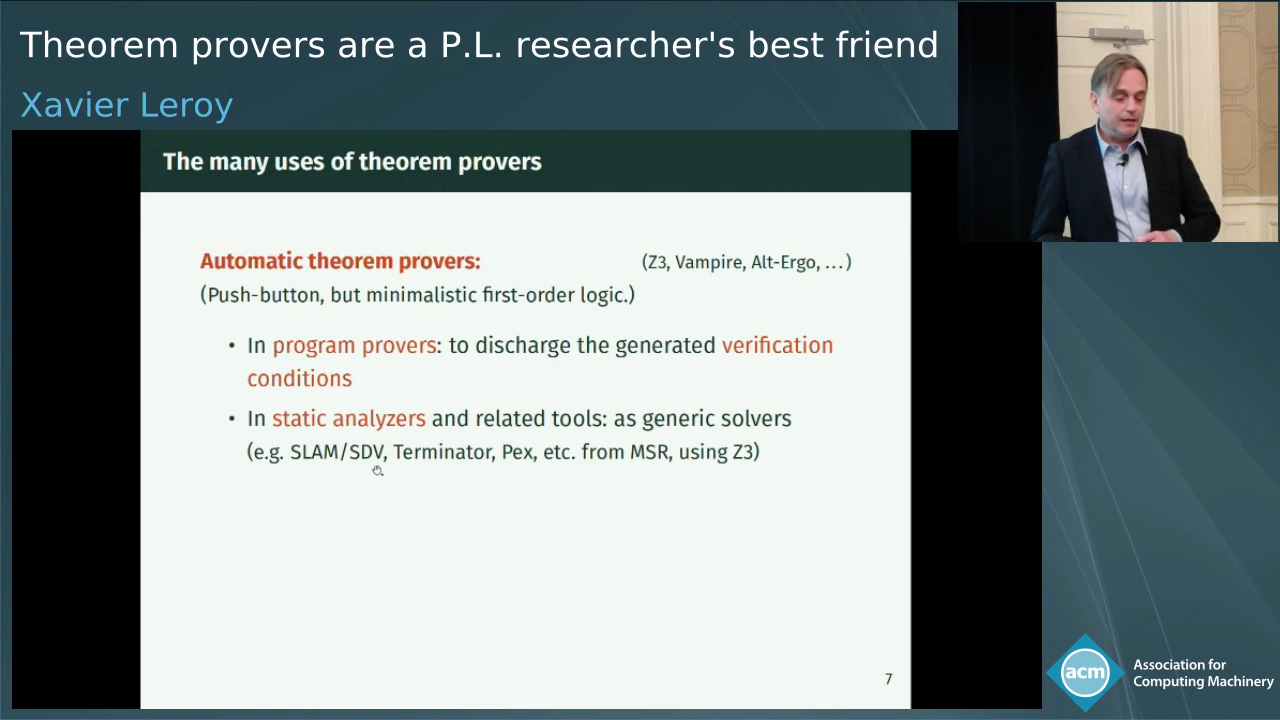 Theorem provers are a P.L. researcher's best friend
Xavier Leroy
The many uses of theorem provers
Automatic theorem provers: (Z3, Vampire, Alt-Ergo, …)
(Push-button, but minimalistic first-order logic.)
• In program provers: to discharge the generated verification
conditions
• In static analyzers and related tools: as generic solvers
(e.g. SLAM/SDV, Terminator, Pex, etc. from MSR, using Z3)
7
acm
Association for
Computing Machinery